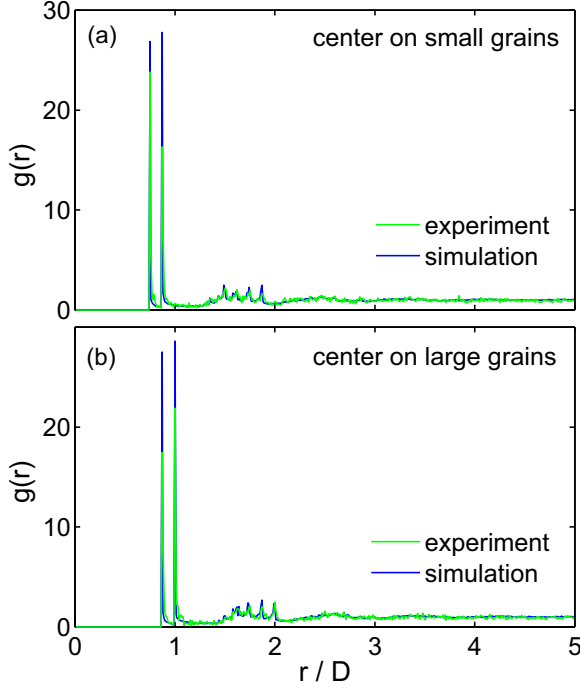 30
(a)
center on small grains
20
g(r)
10
experiment
simulation
0
(b)
center on large grains
20
g(r)
10
experiment
simulation
0
0 1 2 3 4 5
r / D